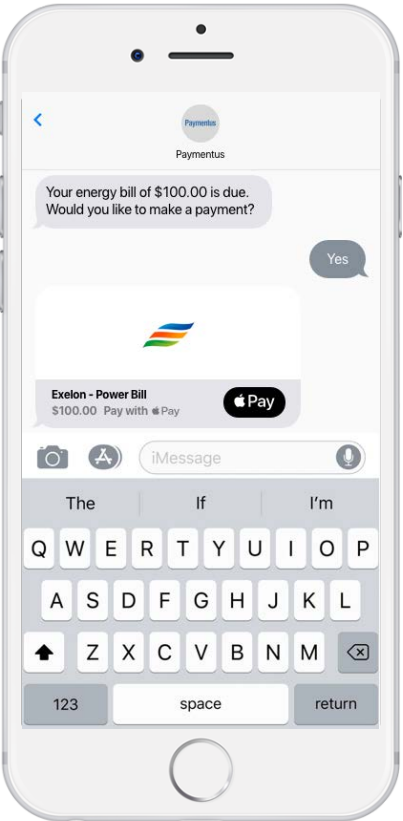 Paymentus
Paymentus
Your energy bill of $100.00 is due.
Would you like to make a payment?
Yes
Exelon - Power Bill
$100.00 Pay with Pay
Pay
iMessage
The If I'm
Q W E R T Y U I O P
A S D F G H J K L
Z X C V B N M
123 space return